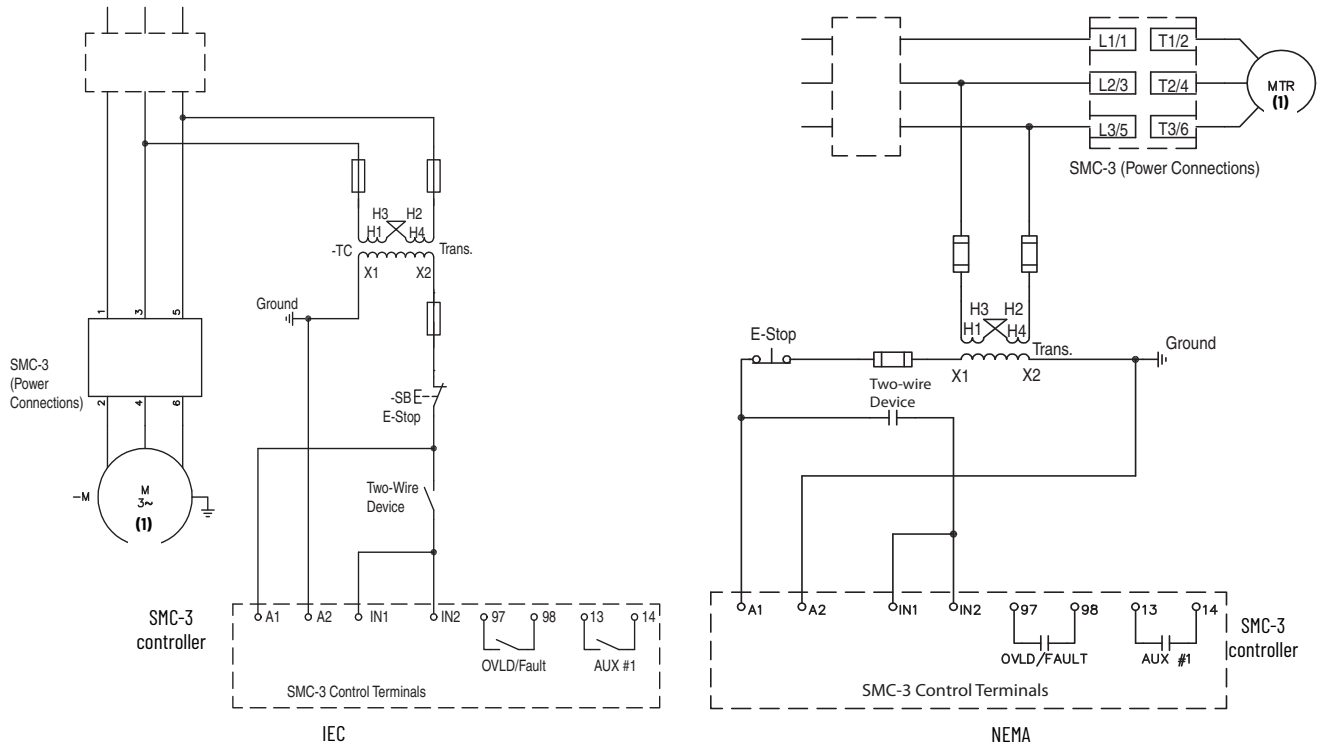 H3 H2
H1 H4
-TC
Trans.
X1 X2
Ground
1 3 5
SMC-3
(Power
Connections)
2 4 6
-SB
E-Stop
–M
M
3~
(1)
Two-Wire
Device
SMC-3
controller
A1 A2 IN1 IN2 97 98 13 14
OVLD/Fault AUX #1
SMC-3 Control Terminals
IEC
L1/1 T1/2
L2/3 T2/4
L3/5 T3/6
MTR
(1)
SMC-3 (Power Connections)
H3 H2
H1 H4
E-Stop
Trans.
Ground
X1 X2
Two-wire
Device
A1 A2 IN1 IN2 97 98 13 14
OVLD/FAULT AUX #1
SMC-3
controller
SMC-3 Control Terminals
NEMA